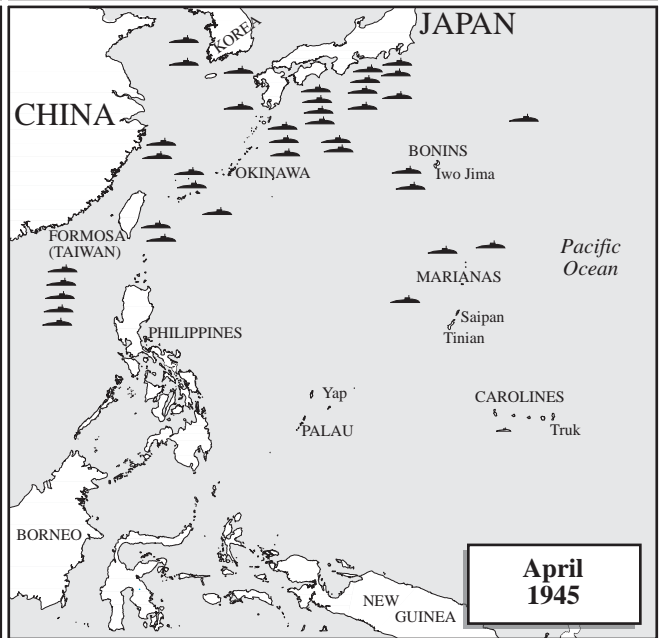 JAPAN
KOREA
CHINA
BONINS
Iwo Jima
OKINAWA
FORMOSA
(TAIWAN)
Pacific
Ocean
MARIANAS
Saipan
Tinian
PHILIPPINES
Yap
CAROLINES
PALAU
Truk
BORNEO
NEW
GUINEA
April
1945